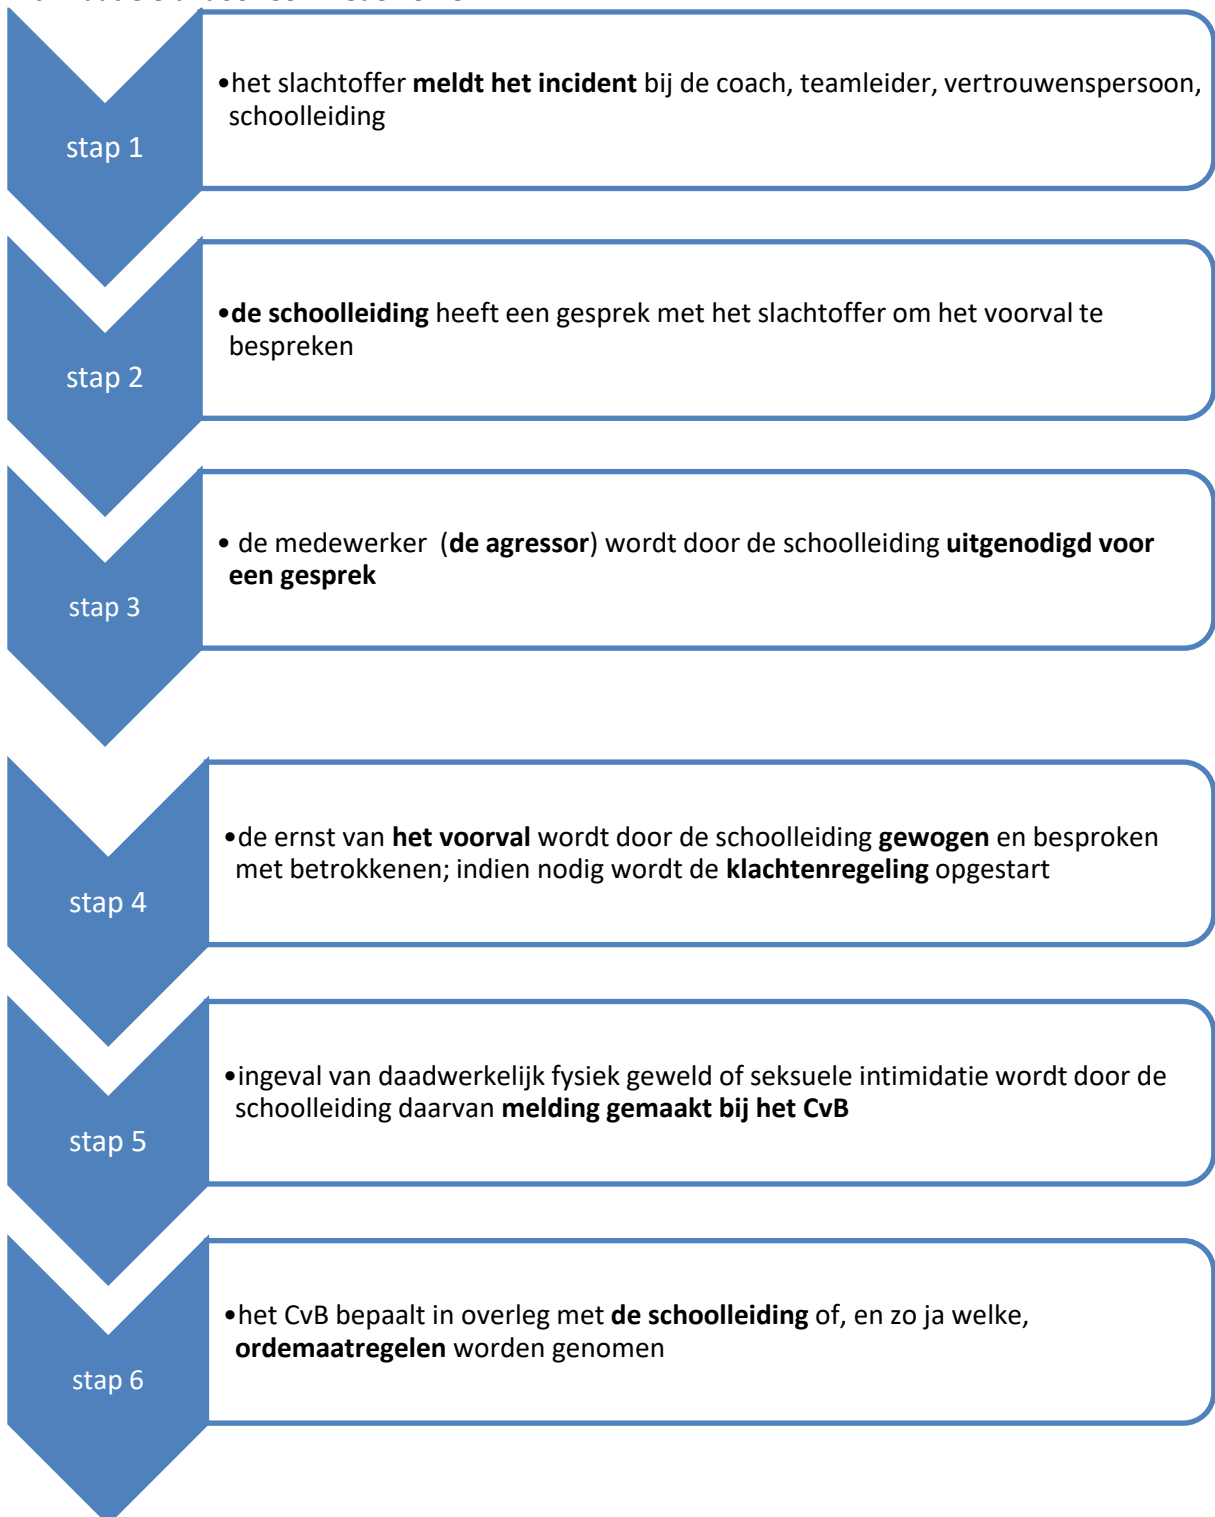 stap 1
•het slachtoffer meldt het incident bij de coach, teamleider, vertrouwenspersoon,
schoolleiding
stap 2
•de schoolleiding heeft een gesprek met het slachtoffer om het voorval te
bespreken
stap 3
• de medewerker (de agressor) wordt door de schoolleiding uitgenodigd voor
een gesprek
stap 4
•de ernst van het voorval wordt door de schoolleiding gewogen en besproken
met betrokkenen; indien nodig wordt de klachtenregeling opgestart
stap 5
•ingeval van daadwerkelijk fysiek geweld of seksuele intimidatie wordt door de
schoolleiding daarvan melding gemaakt bij het CvB
stap 6
•het CvB bepaalt in overleg met de schoolleiding of, en zo ja welke,
ordemaatregelen worden genomen